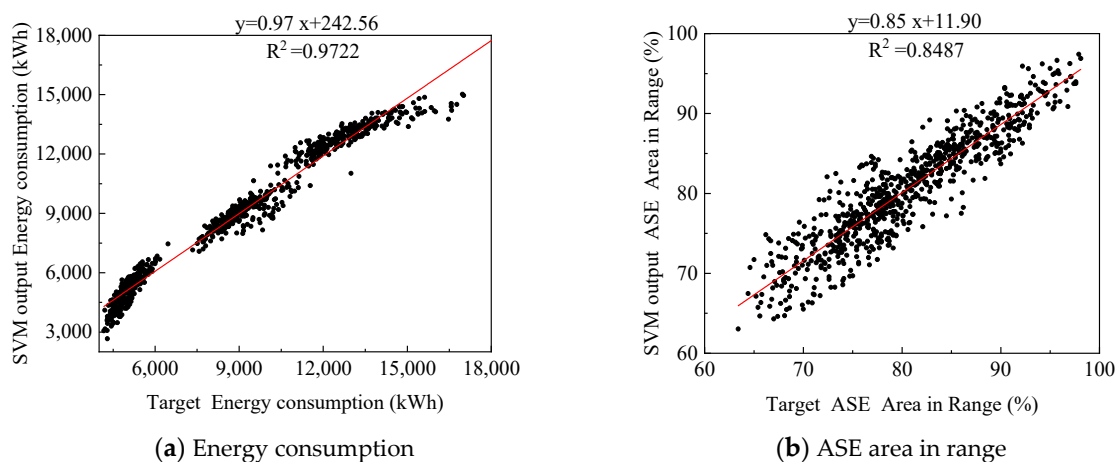 y=0.97 x+242.56
R² =0.9722
SVM output Energy consumption (kWh)
18,000
15,000
12,000
9,000
6,000
3,000
6,000 9,000 12,000 15,000 18,000
Target Energy consumption (kWh)
(a) Energy consumption
y=0.85 x+11.90
R² =0.8487
SVM output ASE Area in Range (%)
100
90
80
70
60
60 70 80 90 100
Target ASE Area in Range (%)
(b) ASE area in range